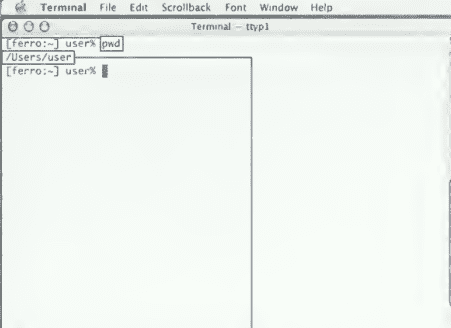 Terminal File Edit Scrollback Font Window Help
Terminal — ttyp1
[ferro:~] user% pwd
/Users/user
[ferro:~] user%